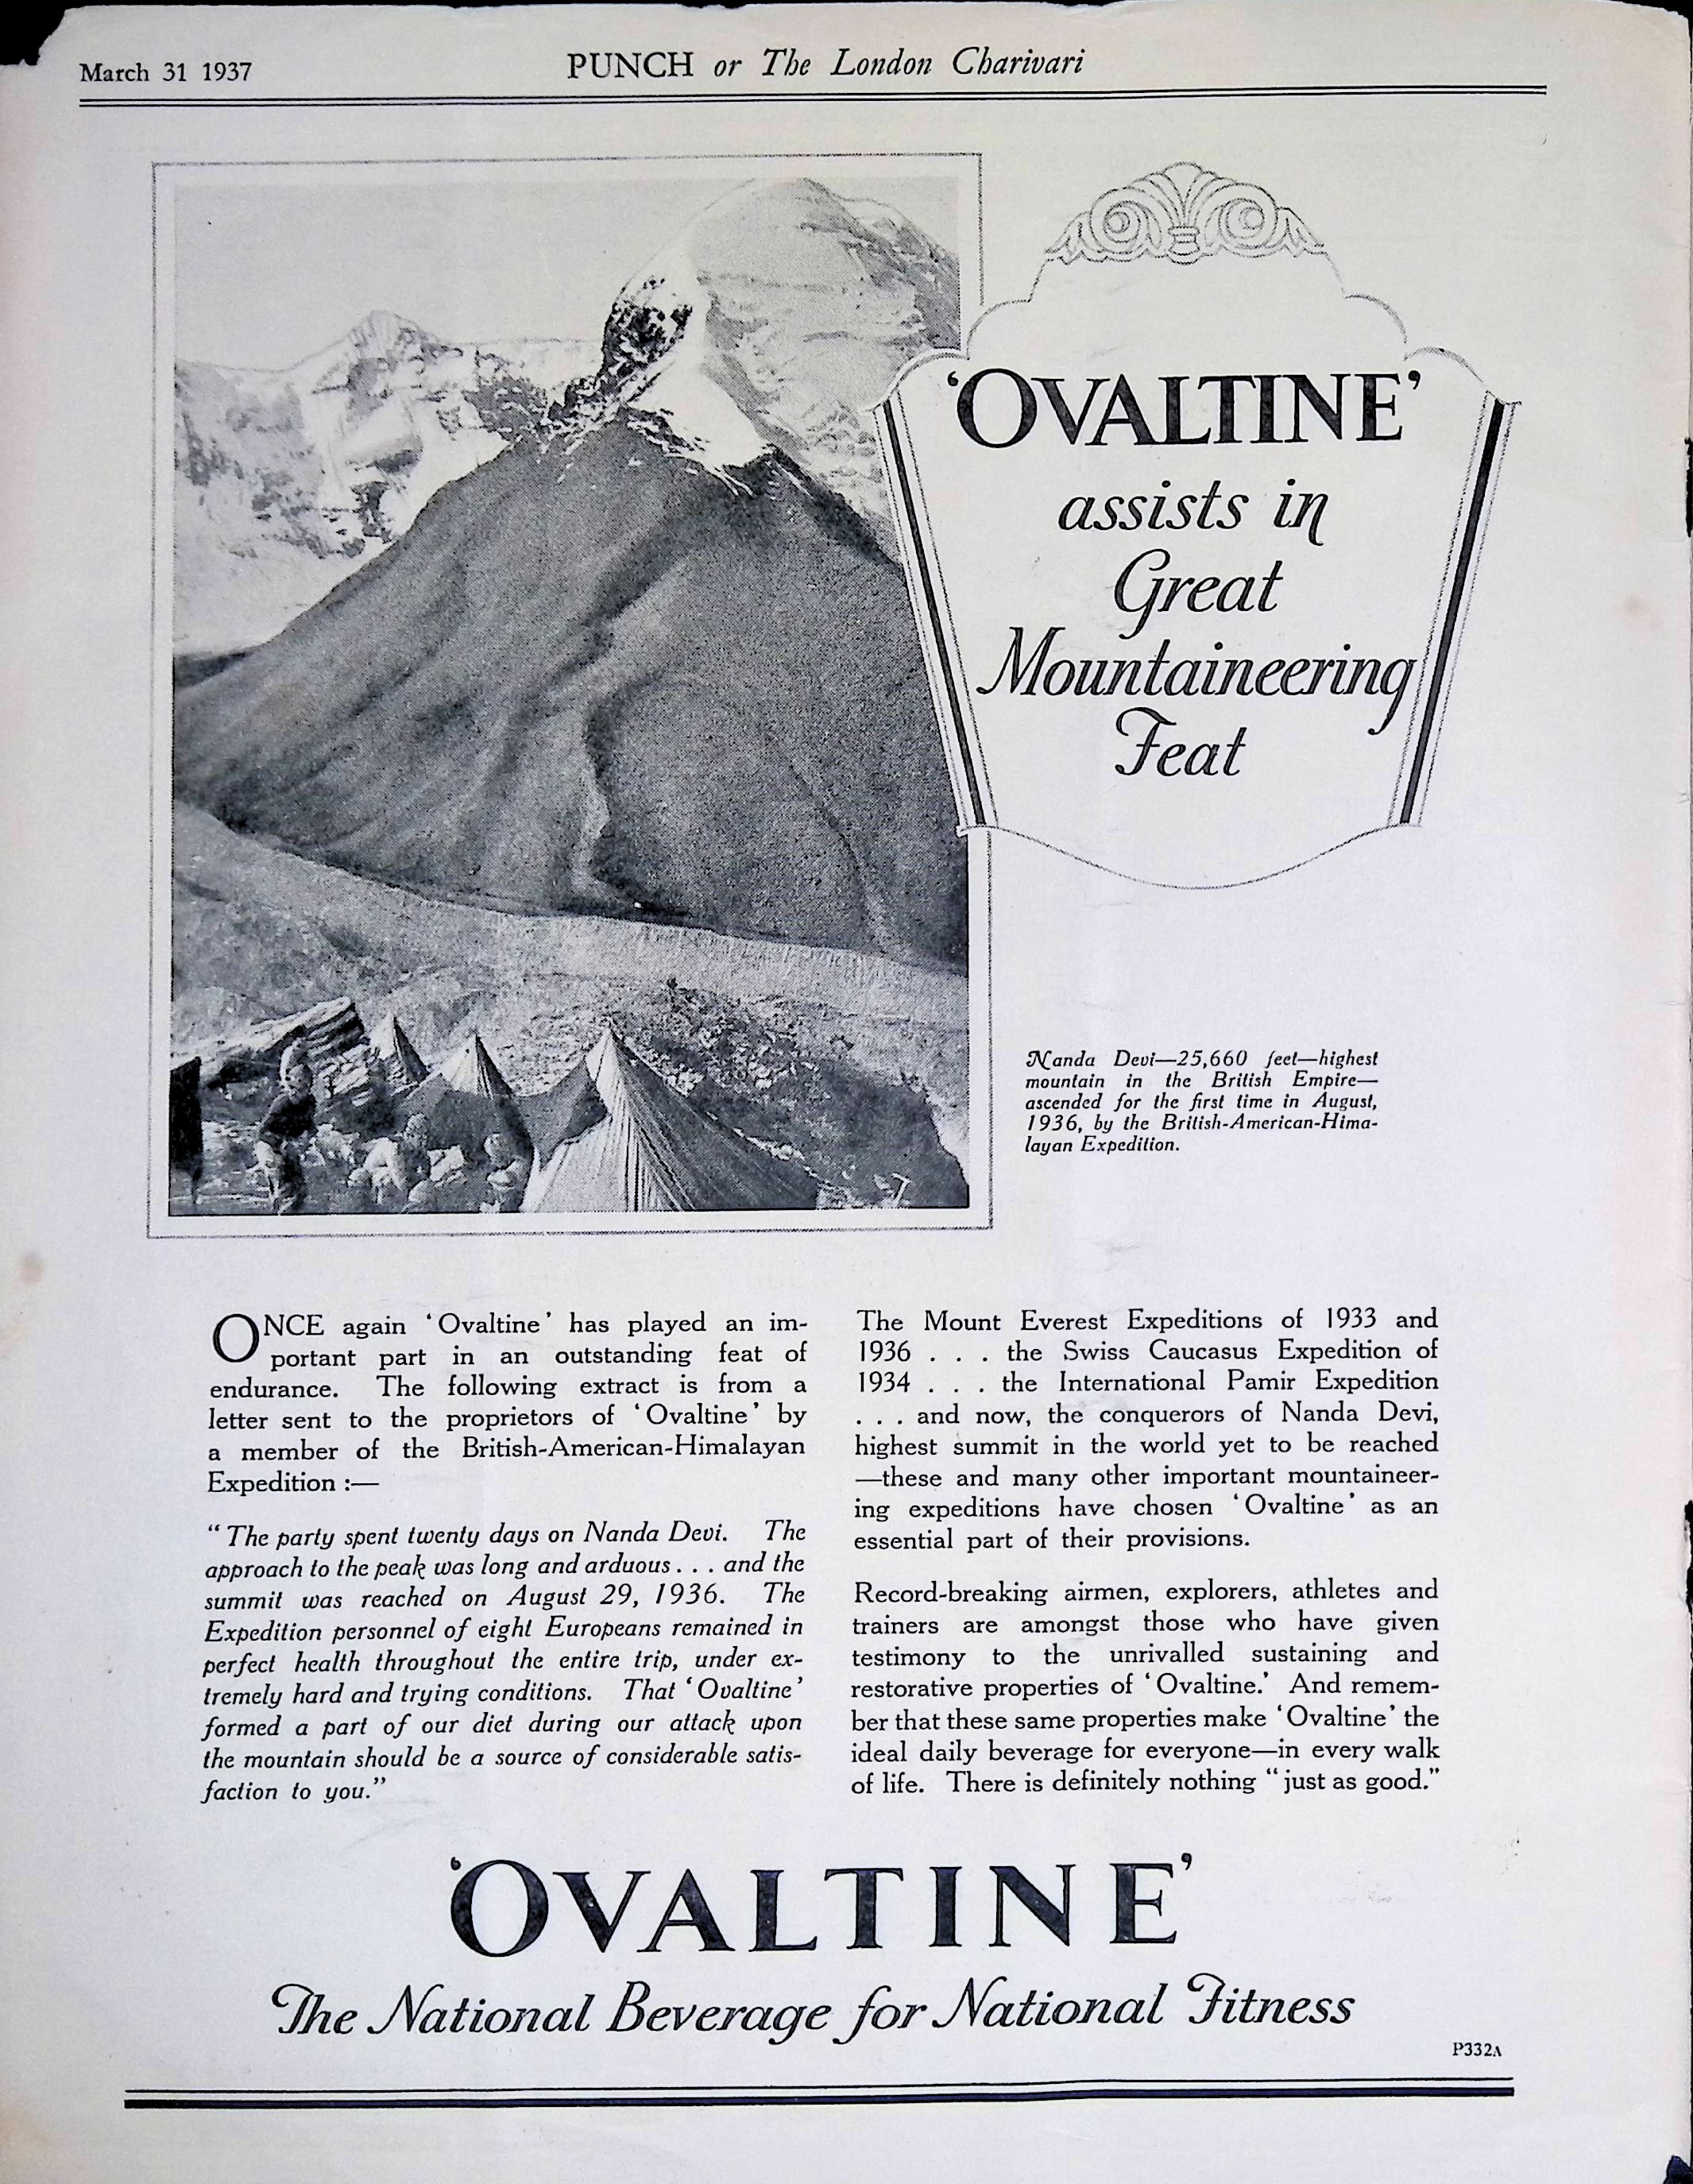 March 31 1937
PUNCH or The London Charivari
‘OVALTINE’
assists in
Great
Mountaineering
Feat
Nanda Devi—25,660 feet—highest
mountain in the British Empire—
ascended for the first time in August,
1936, by the British-American-Hima-
layan Expedition.
ONCE again ‘Ovaltine’ has played an im-
portant part in an outstanding feat of
endurance. The following extract is from a
letter sent to the proprietors of ‘Ovaltine’ by
a member of the British-American-Himalayan
Expedition :—
“The party spent twenty days on Nanda Devi. The
approach to the peak was long and arduous . . . and the
summit was reached on August 29, 1936. The
Expedition personnel of eight Europeans remained in
perfect health throughout the entire trip, under ex-
tremely hard and trying conditions. That ‘Ovaltine’
formed a part of our diet during our attack upon
the mountain should be a source of considerable satis-
faction to you.”
The Mount Everest Expeditions of 1933 and
1936 . . . the Swiss Caucasus Expedition of
1934 . . . the International Pamir Expedition
. . . and now, the conquerors of Nanda Devi,
highest summit in the world yet to be reached
—these and many other important mountaineer-
ing expeditions have chosen ‘Ovaltine’ as an
essential part of their provisions.
Record-breaking airmen, explorers, athletes and
trainers are amongst those who have given
testimony to the unrivalled sustaining and
restorative properties of ‘Ovaltine.’ And remem-
ber that these same properties make ‘Ovaltine’ the
ideal daily beverage for everyone—in every walk
of life. There is definitely nothing “just as good.”
‘OVALTINE’
The National Beverage for National Fitness
P332A